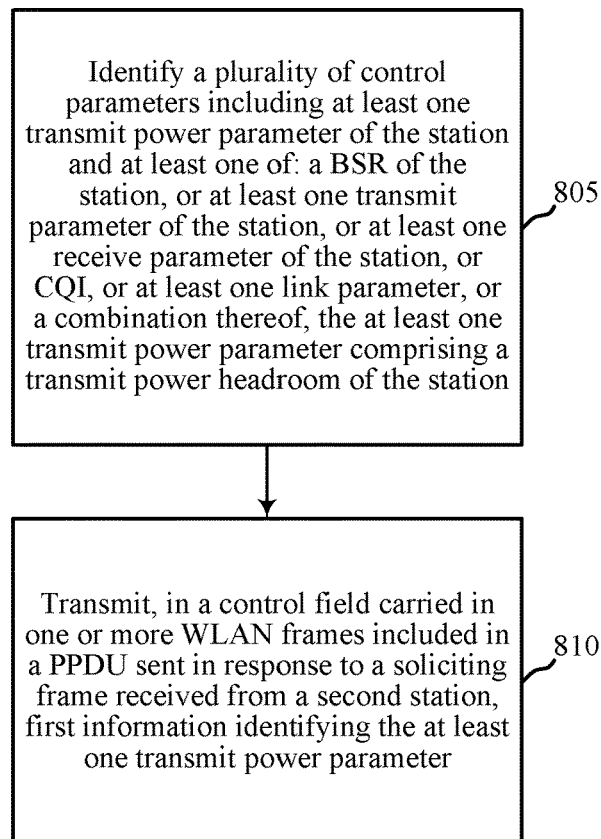 Identify a plurality of control
parameters including at least one
transmit power parameter of the station
and at least one of: a BSR of the
station, or at least one transmit
parameter of the station, or at least one
receive parameter of the station, or
CQI, or at least one link parameter, or
a combination thereof, the at least one
transmit power parameter comprising a
transmit power headroom of the station
805
Transmit, in a control field carried in
one or more WLAN frames included in
a PPDU sent in response to a soliciting
frame received from a second station,
first information identifying the at least
one transmit power parameter
810